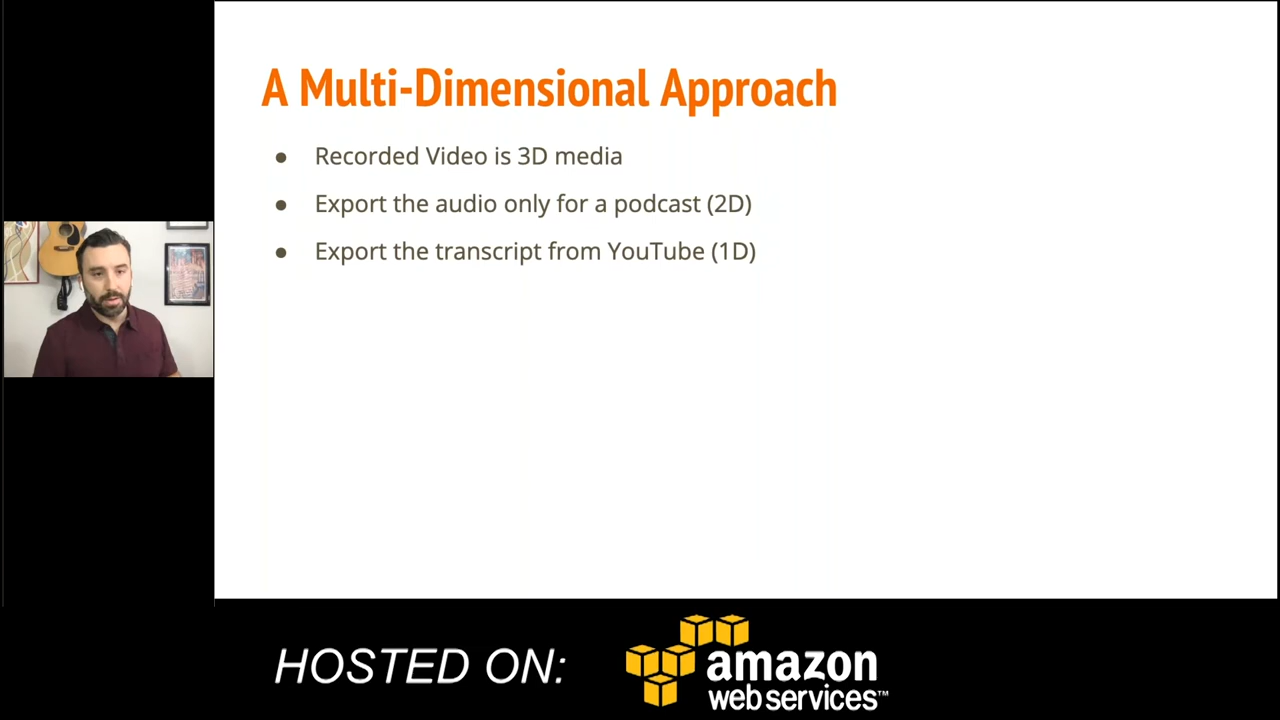 A Multi-Dimensional Approach
● Recorded Video is 3D media
● Export the audio only for a podcast (2D)
● Export the transcript from YouTube (1D)
HOSTED ON:
amazon
web services™